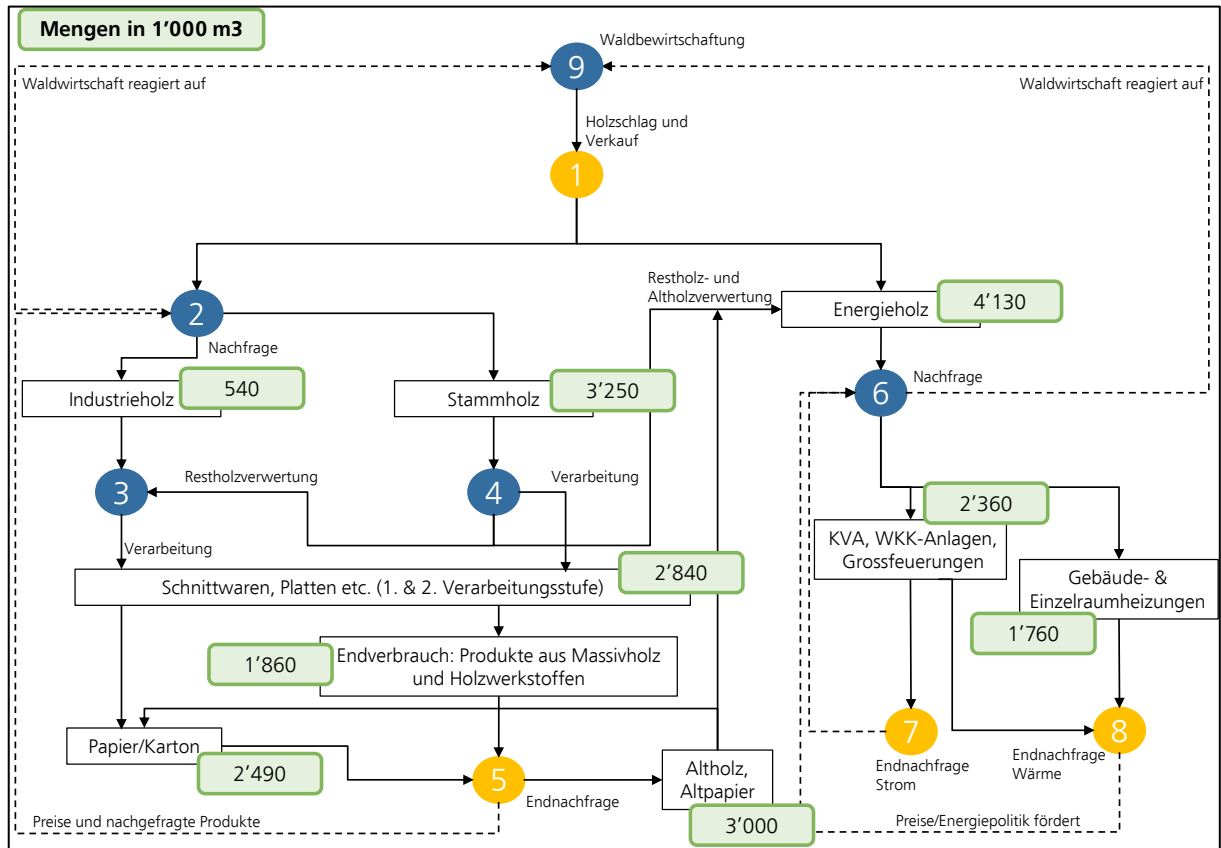 Mengen in 1’000 m3
Waldbewirtschaftung
9
Waldwirtschaft reagiert auf
Waldwirtschaft reagiert auf
Holzschlag und
Verkauf
1
Restholz- und
Altholzverwertung
4’130
Energieholz
2
Nachfrage
Nachfrage
540
Industrieholz
3’250
Stammholz
6
Restholzverwertung
Verarbeitung
3
4
2’360
KVA, WKK-Anlagen,
Grossfeuerungen
Verarbeitung
2’840
Schnittwaren, Platten etc. (1. & 2. Verarbeitungsstufe)
Gebäude- &
Einzelraumheizungen
1’760
1’860
Endverbrauch: Produkte aus Massivholz
und Holzwerkstoffen
7
8
Papier/Karton
2’490
5
Endnachfrage
Altholz,
Altpapier
3’000
Endnachfrage
Strom
Endnachfrage
Wärme
Preise und nachgefragte Produkte
Preise/Energiepolitik fördert